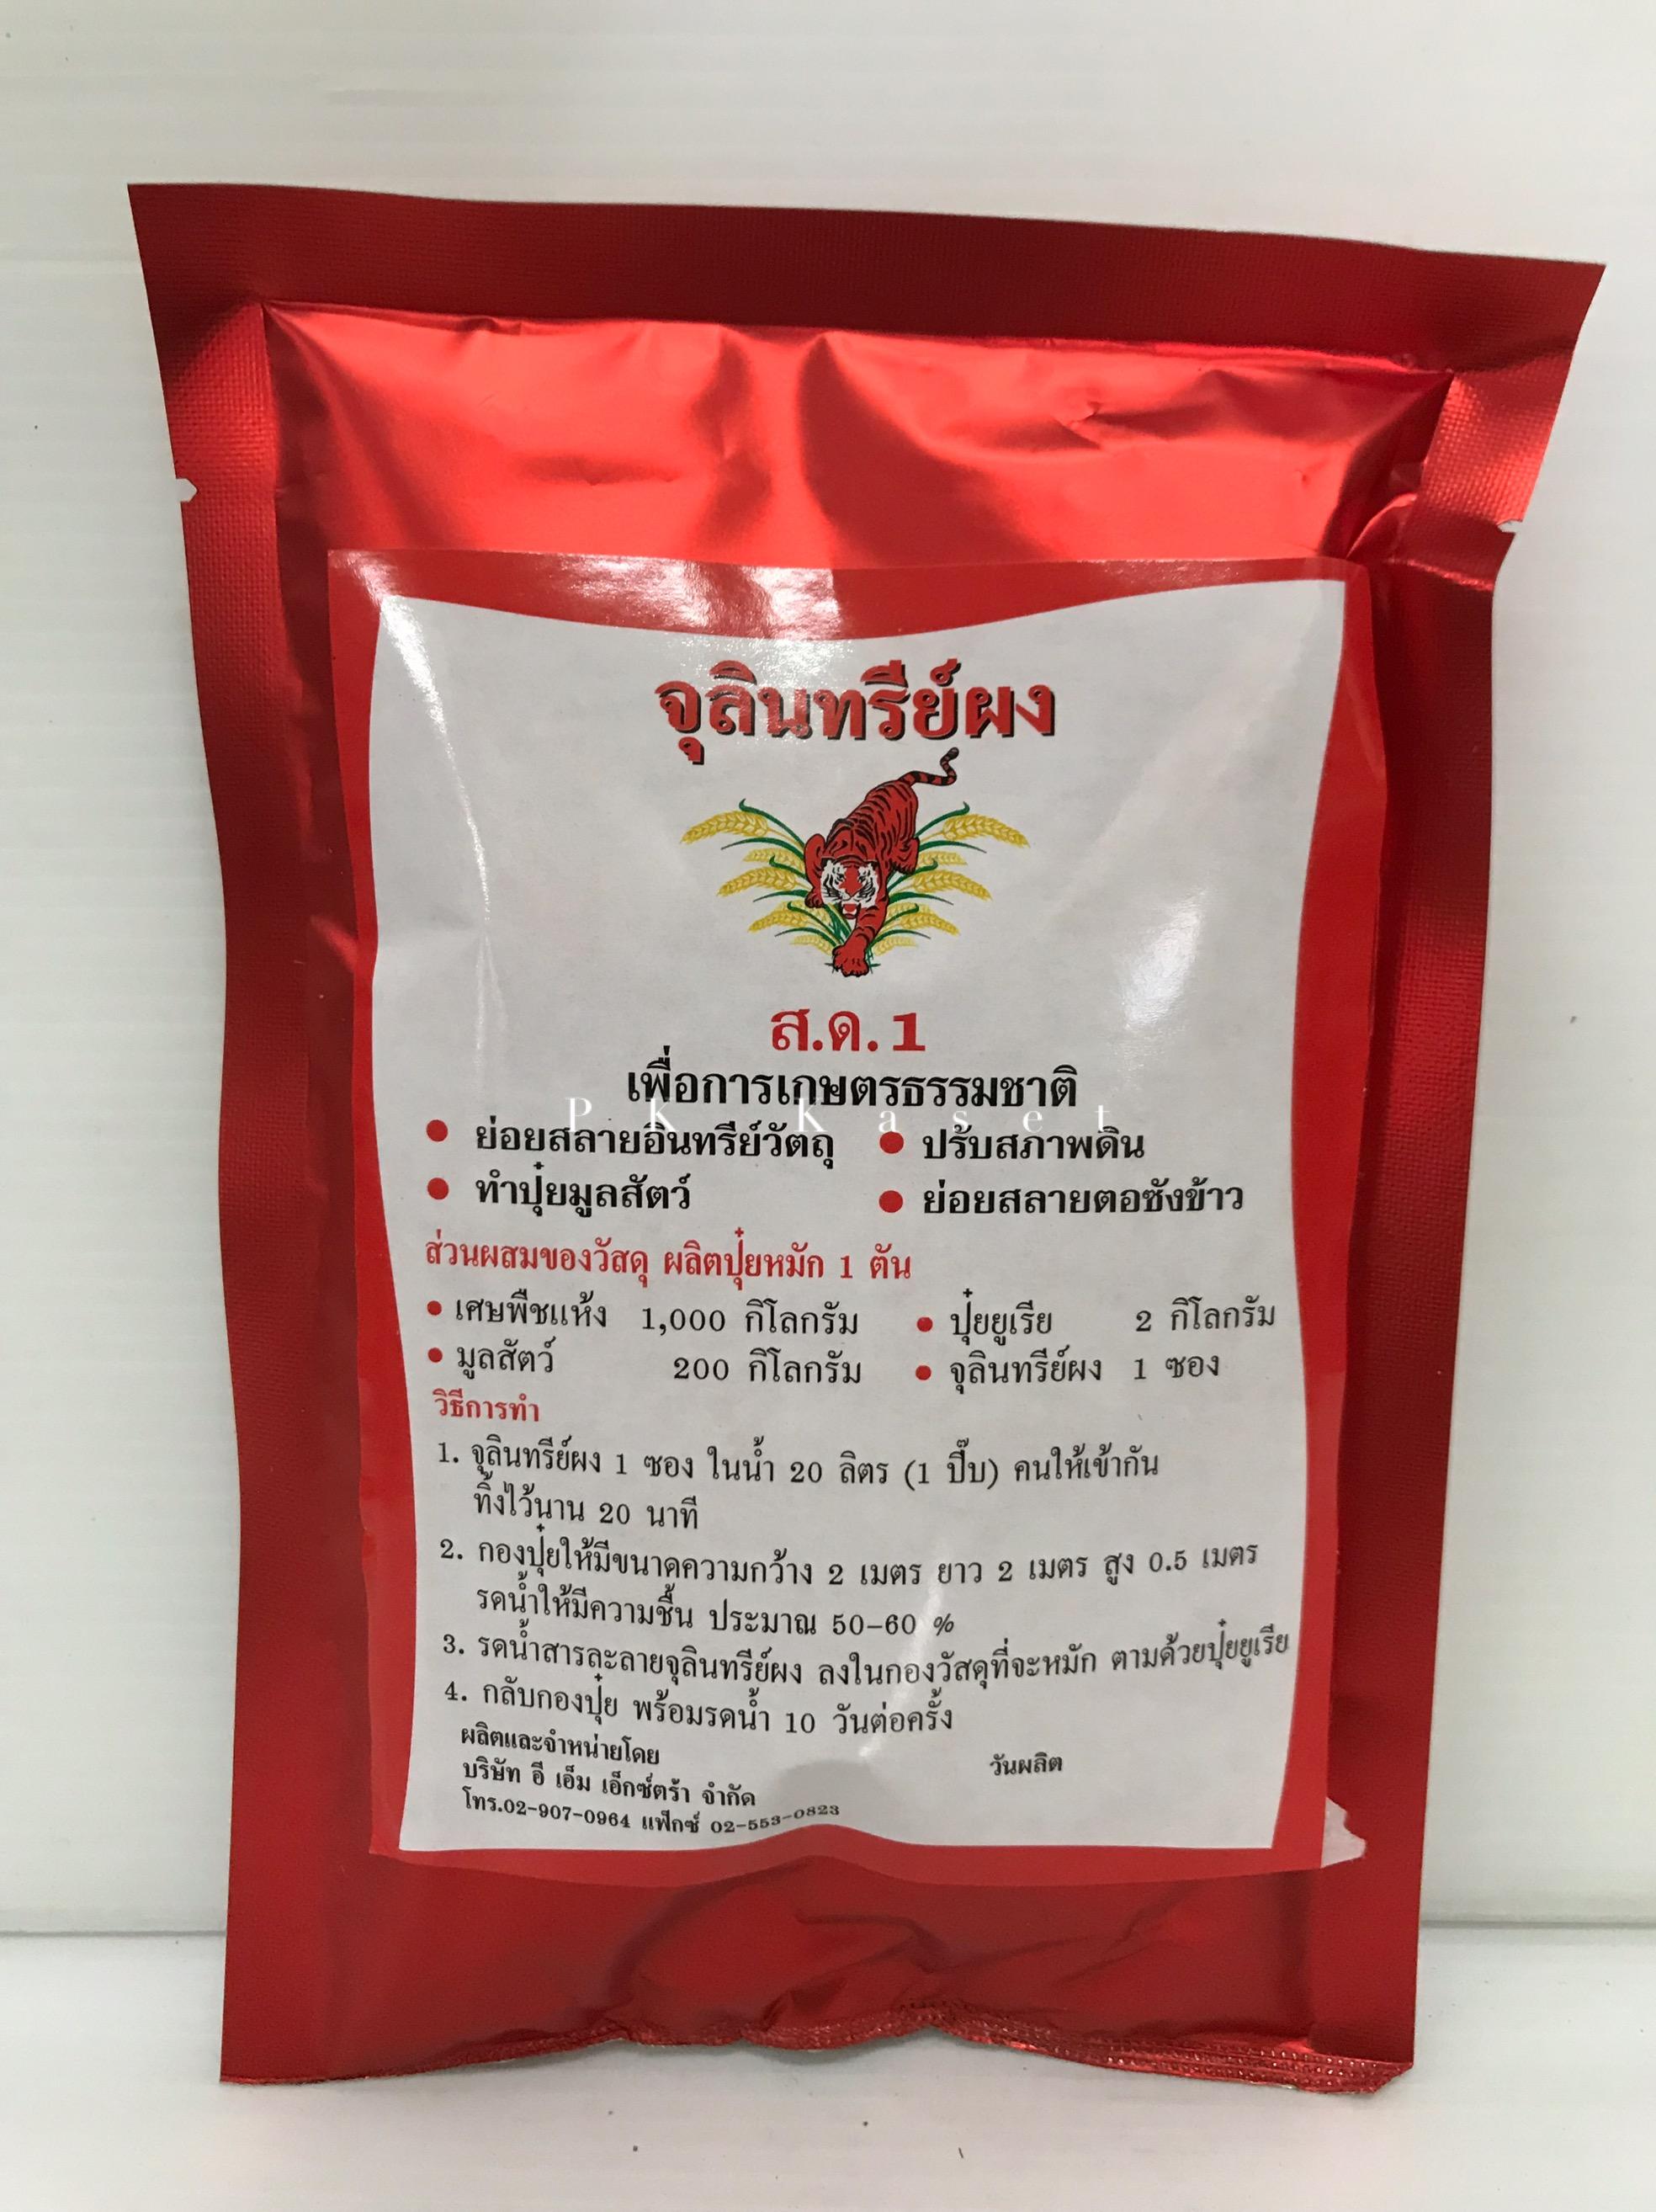 จุลินทรีย์ผง
ส.ด.1
เพื่อการเกษตรธรรมชาติ
P K K a s e t
• ย่อยสลายอินทรีย์วัตถุ • ปรับสภาพดิน
• ทำปุ๋ยมูลสัตว์ • ย่อยสลายตอซังข้าว
ส่วนผสมของวัสดุ ผลิตปุ๋ยหมัก 1 ตัน
• เศษพืชแห้ง 1,000 กิโลกรัม • ปุ๋ยยูเรีย 2 กิโลกรัม
• มูลสัตว์ 200 กิโลกรัม • จุลินทรีย์ผง 1 ซอง
วิธีการทำ
1. จุลินทรีย์ผง 1 ซอง ในน้ำ 20 ลิตร (1 ปี๊บ) คนให้เข้ากัน
ทิ้งไว้นาน 20 นาที
2. กองปุ๋ยให้มีขนาดความกว้าง 2 เมตร ยาว 2 เมตร สูง 0.5 เมตร
รดน้ำให้มีความชื้น ประมาณ 50-60 %
3. รดน้ำสารละลายจุลินทรีย์ผง ลงในกองวัสดุที่จะหมัก ตามด้วยปุ๋ยยูเรีย
4. กลับกองปุ๋ย พร้อมรดน้ำ 10 วันต่อครั้ง
ผลิตและจำหน่ายโดย วันผลิต
บริษัท อี เอ็ม เอ็กซ์ตร้า จำกัด
โทร.02-907-0964 แฟ็กซ์ 02-553-0823